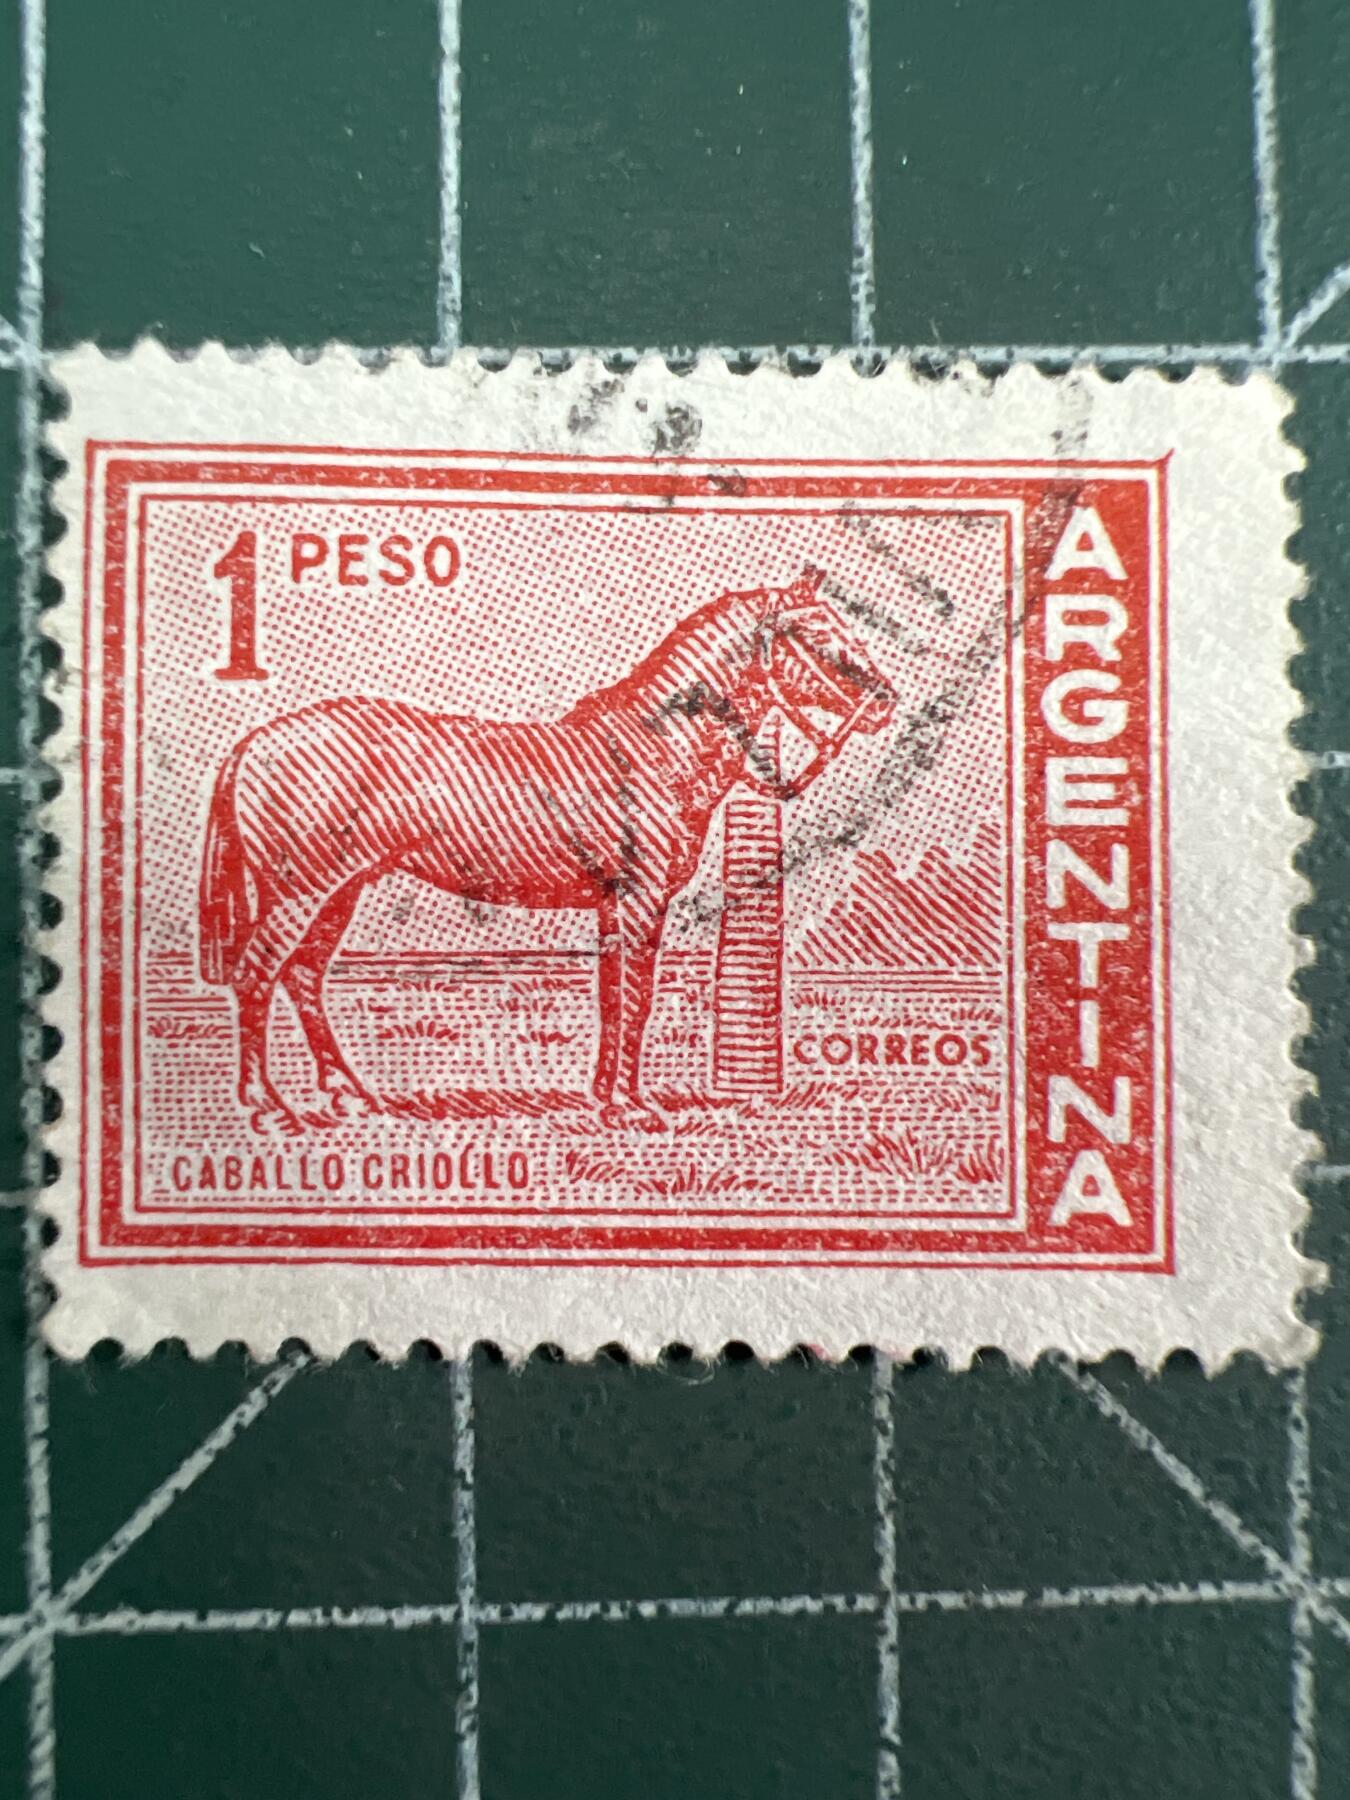 1 PESO
ARGENTINA
CORREOS
CABALLO CRIOLLO